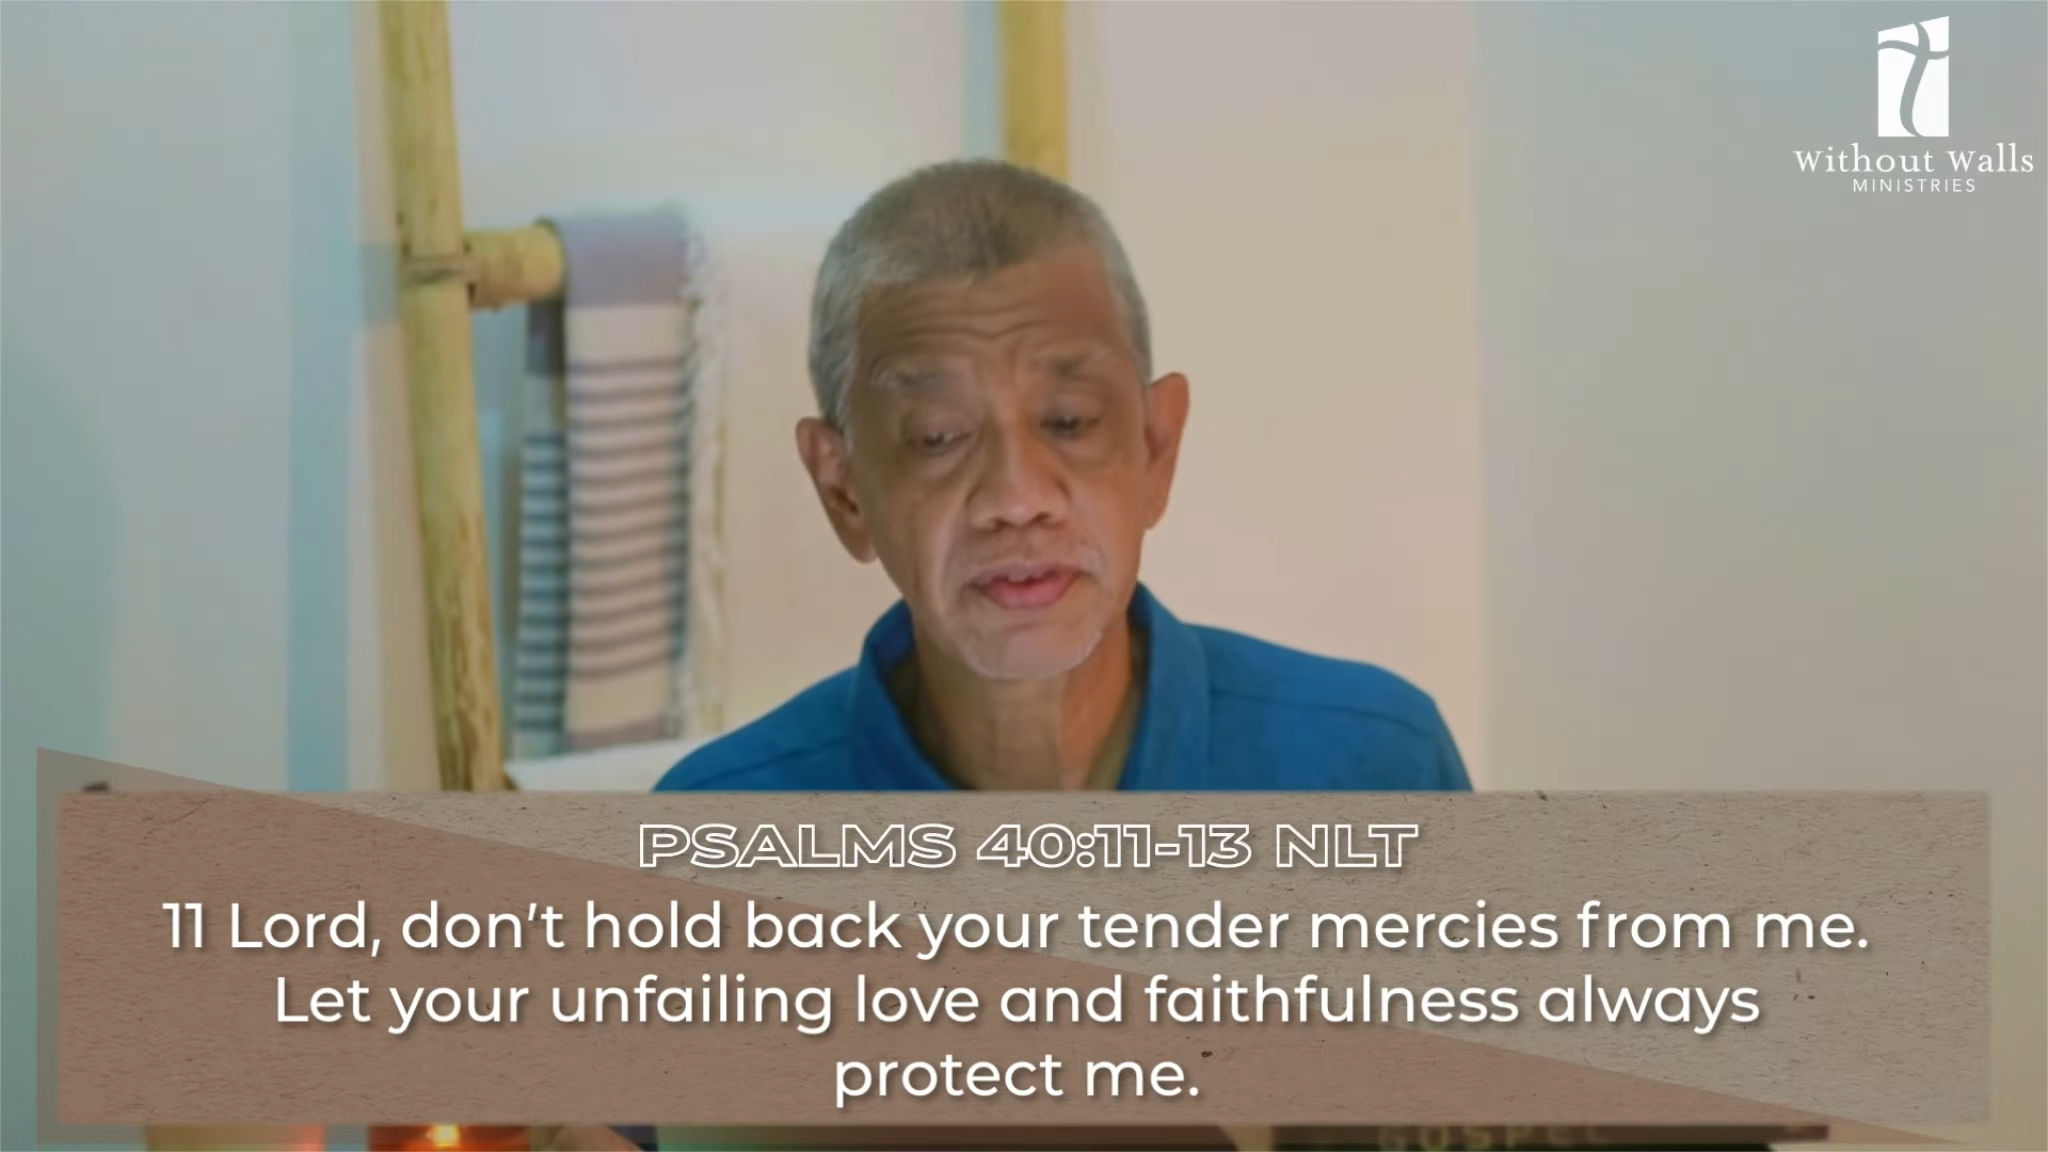 Without Walls
MINISTRIES
PSALMS 40:11-13 NLT
11 Lord, don't hold back your tender mercies from me.
Let your unfailing love and faithfulness always
protect me.
GOSPEL